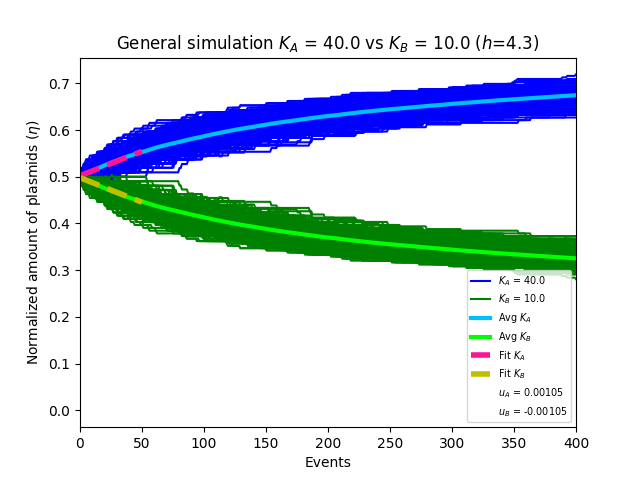 General simulation K_A = 40.0 vs K_B = 10.0 (h=4.3)
Normalized amount of plasmids (η)
0.7
0.6
0.5
0.4
0.3
0.2
0.1
0.0
K_A = 40.0
K_B = 10.0
Avg K_A
Avg K_B
Fit K_A
Fit K_B
u_A = 0.00105
u_B = -0.00105
0 50 100 150 200 250 300 350 400
Events